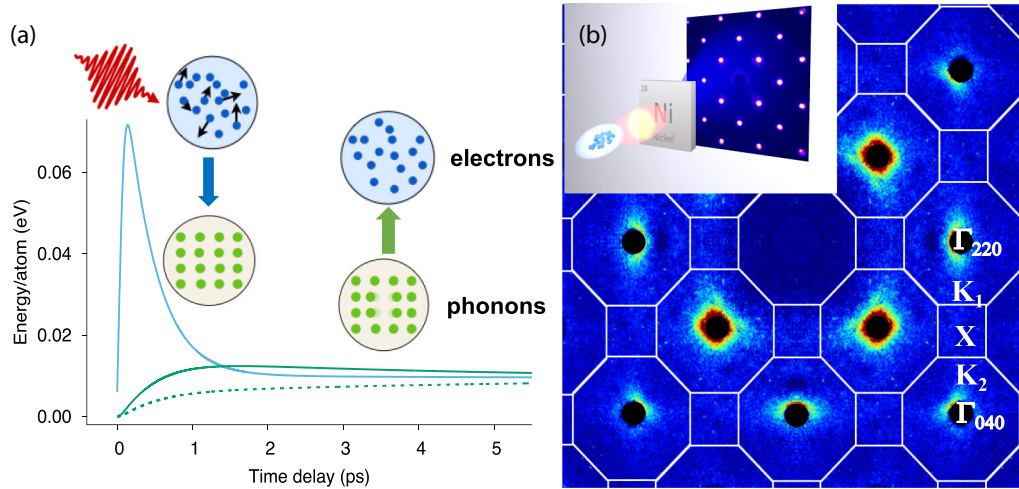 (a)
electrons
phonons
Energy/atom (eV)
0.06
0.04
0.02
0.00
0
1
2
3
4
5
Time delay (ps)
(b)
28
Ni
Nickel
Γ220
K1
X
K2
Γ040